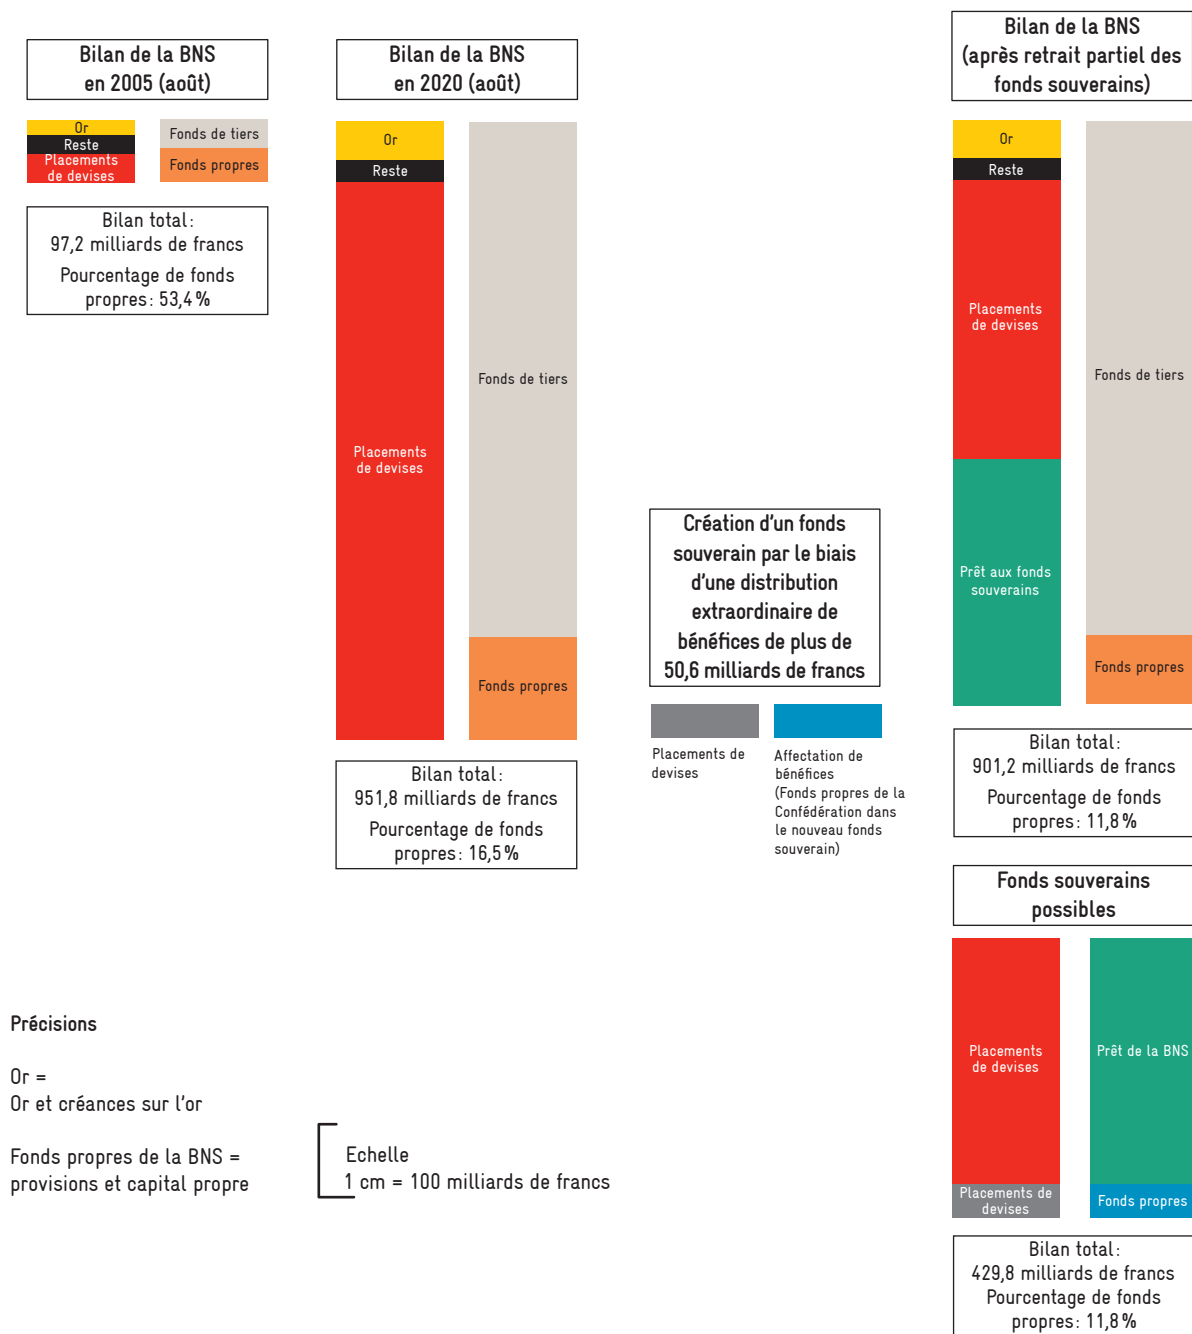 Bilan de la BNS
en 2005 (août)
Or
Reste
Placements
de devises
Fonds de tiers
Fonds propres
Bilan total:
97,2 milliards de francs
Pourcentage de fonds
propres: 53,4 %
Bilan de la BNS
en 2020 (août)
Or
Reste
Placements
de devises
Fonds de tiers
Fonds propres
Bilan total:
951,8 milliards de francs
Pourcentage de fonds
propres: 16,5 %
Création d'un fonds
souverain par le biais
d'une distribution
extraordinaire de
bénéfices de plus de
50,6 milliards de francs
Placements de
devises
Affectation de
bénéfices
(Fonds propres de la
Confédération dans
le nouveau fonds
souverain)
Bilan de la BNS
(après retrait partiel des
fonds souverains)
Or
Reste
Placements
de devises
Prêt aux fonds
souverains
Fonds de tiers
Fonds propres
Bilan total:
901,2 milliards de francs
Pourcentage de fonds
propres: 11,8 %
Fonds souverains
possibles
Placements
de devises
Placements de
devises
Prêt de la BNS
Fonds propres
Bilan total:
429,8 milliards de francs
Pourcentage de fonds
propres: 11,8 %
Précisions
Or =
Or et créances sur l'or
Fonds propres de la BNS =
provisions et capital propre
Echelle
1 cm = 100 milliards de francs